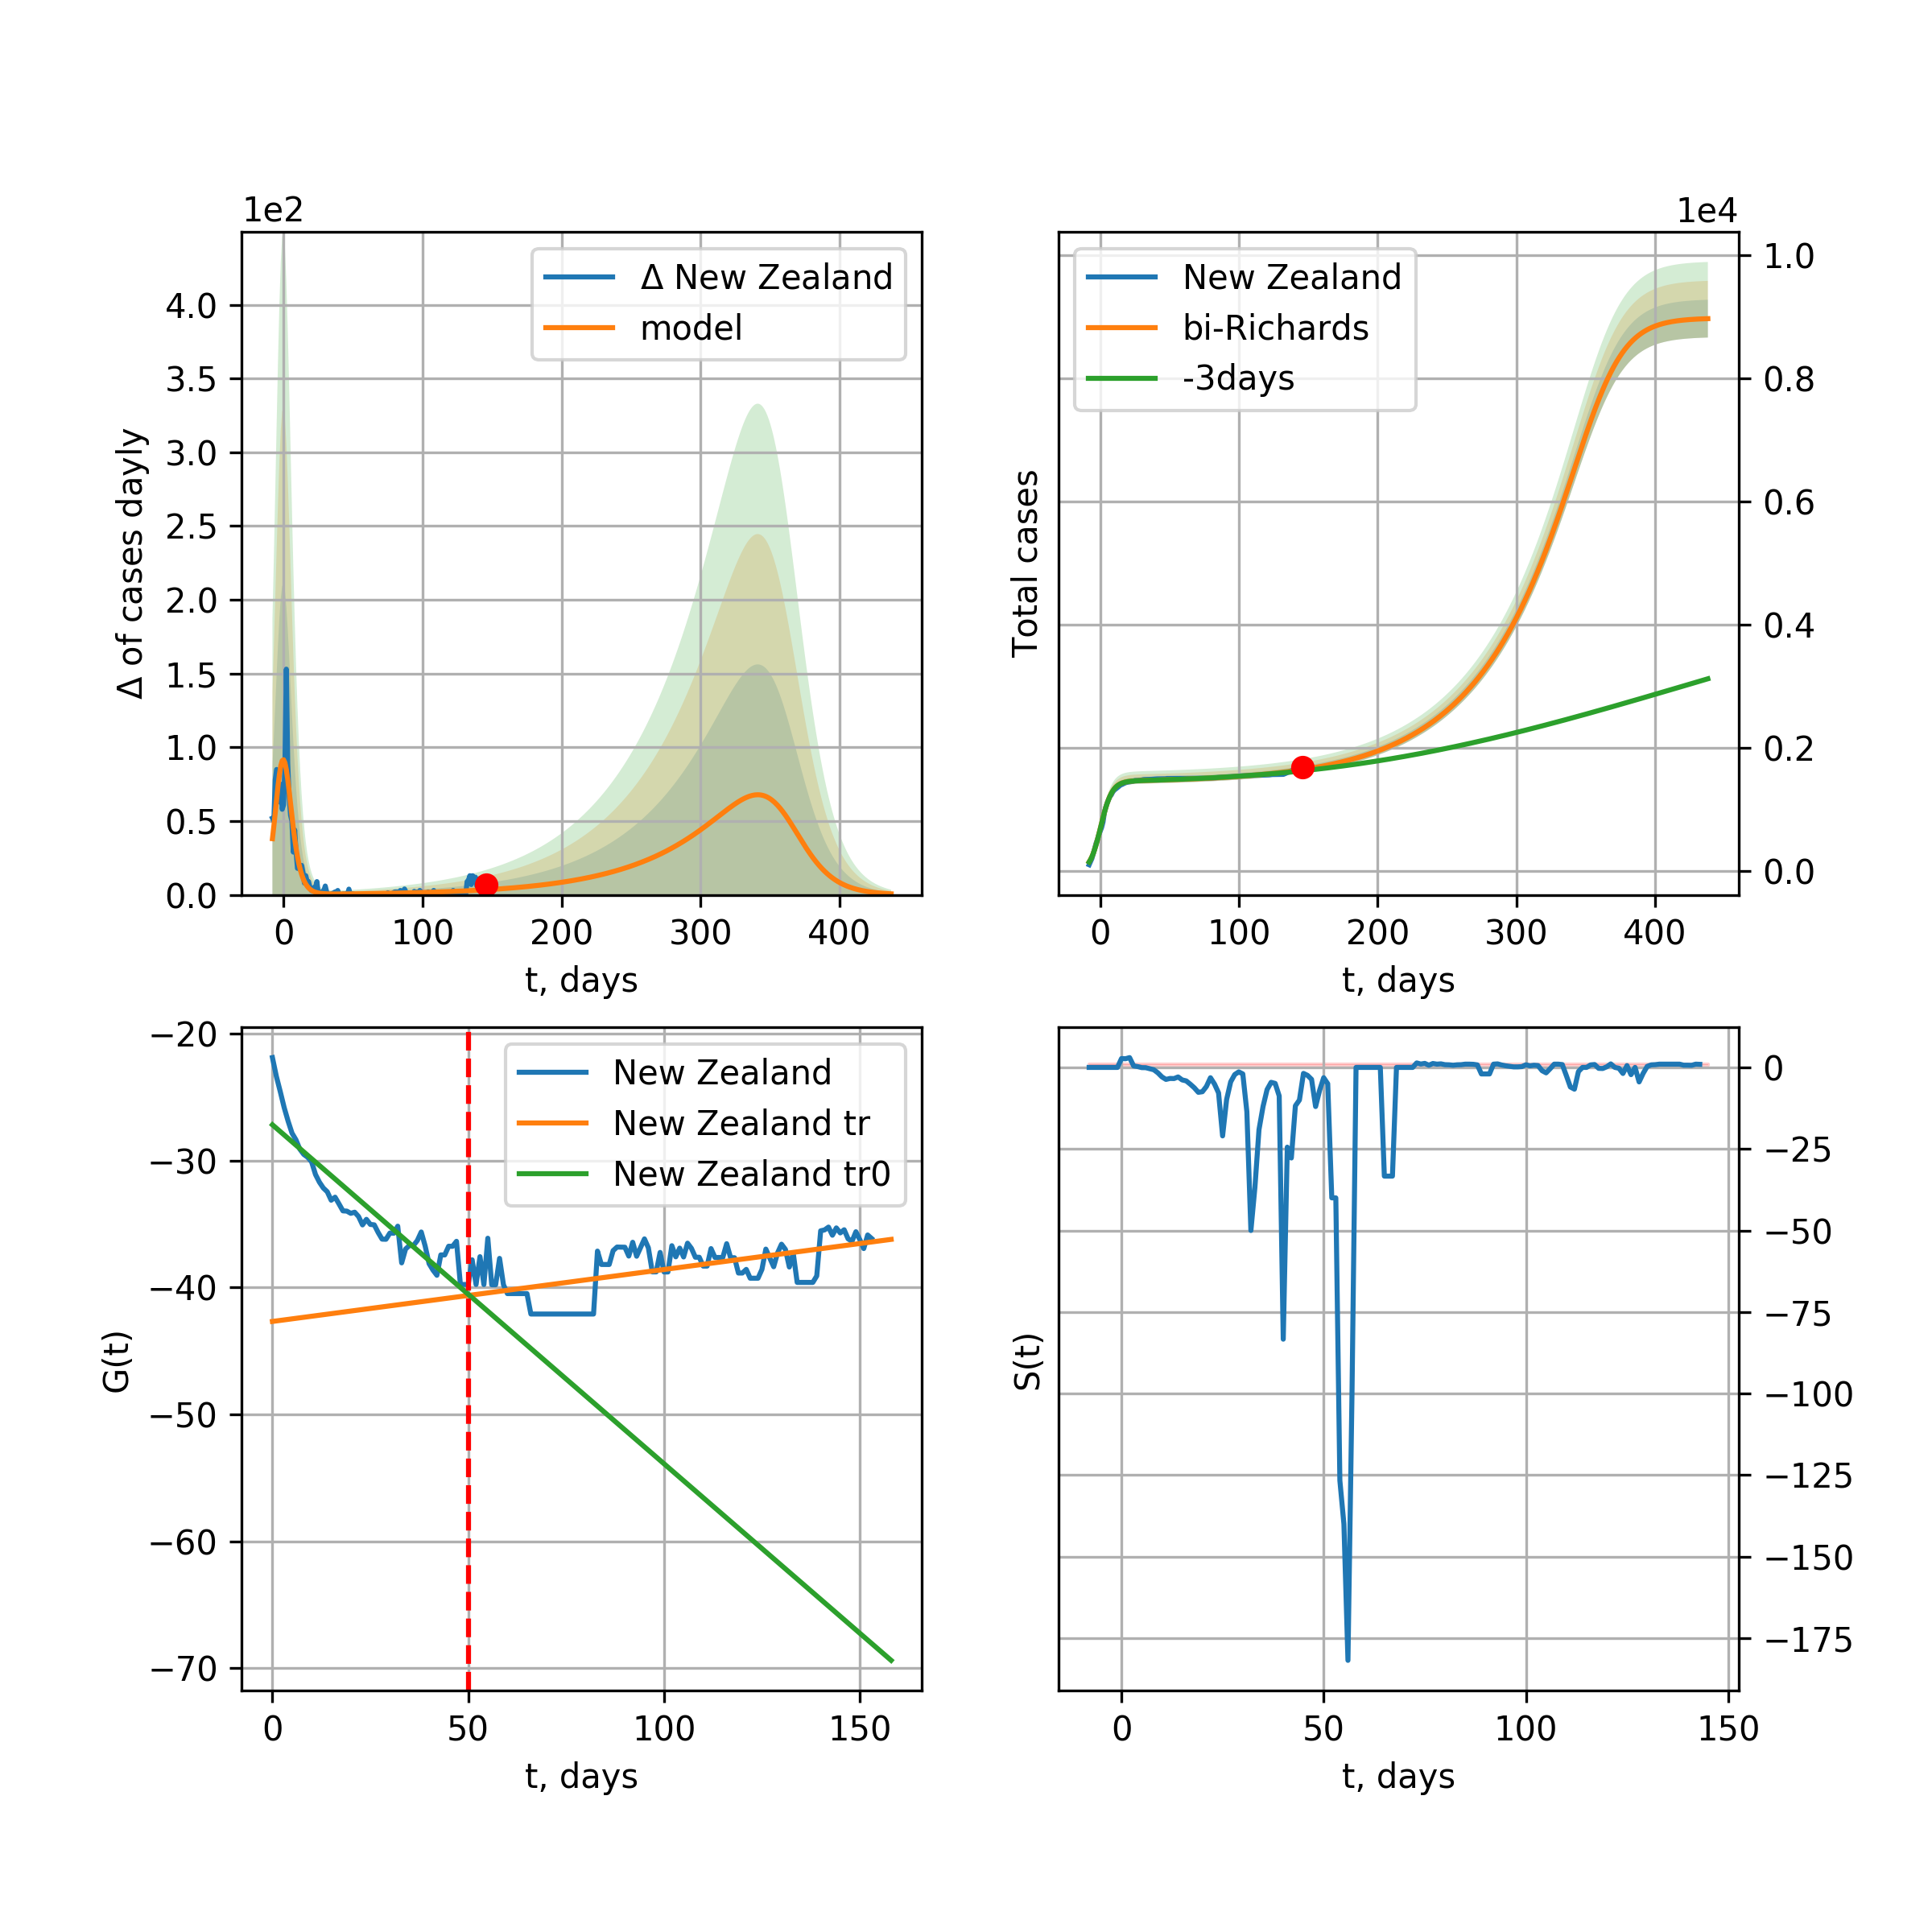 1e2
Δ of cases dayly
4.0
3.5
3.0
2.5
2.0
1.5
1.0
0.5
0.0
Δ New Zealand
model
0 100 200 300 400
t, days
1e4
Total cases
New Zealand
bi-Richards
-3days
1.0
0.8
0.6
0.4
0.2
0.0
0 100 200 300 400
t, days
G(t)
−20
−30
−40
−50
−60
−70
New Zealand
New Zealand tr
New Zealand tr0
0 50 100 150
t, days
S(t)
0
−25
−50
−75
−100
−125
−150
−175
0 50 100 150
t, days